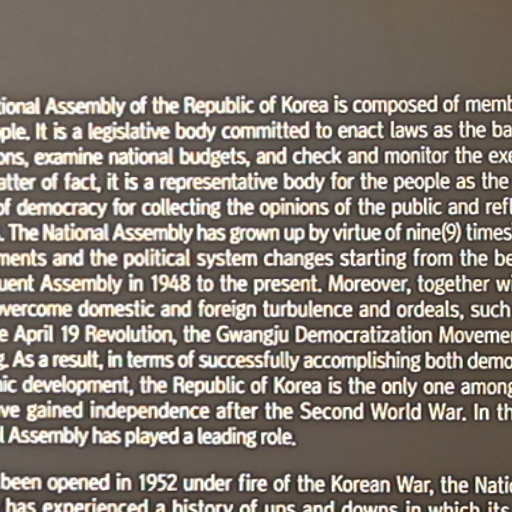 ional Assembly of the Republic of Korea is composed of memb
ple. It is a legislative body committed to enact laws as the ba
ons, examine national budgets, and check and monitor the exe
atter of fact, it is a representative body for the people as the
of democracy for collecting the opinions of the public and refl
. The National Assembly has grown up by virtue of nine(9) times
ments and the political system changes starting from the be
uent Assembly in 1948 to the present. Moreover, together wi
vercome domestic and foreign turbulence and ordeals, such
e April 19 Revolution, the Gwangju Democratization Movemen
g. As a result, in terms of successfully accomplishing both demo
ic development, the Republic of Korea is the only one among
ve gained independence after the Second World War. In th
l Assembly has played a leading role.
been opened in 1952 under fire of the Korean War, the Natio
has experienced a history of ups and downs in which its